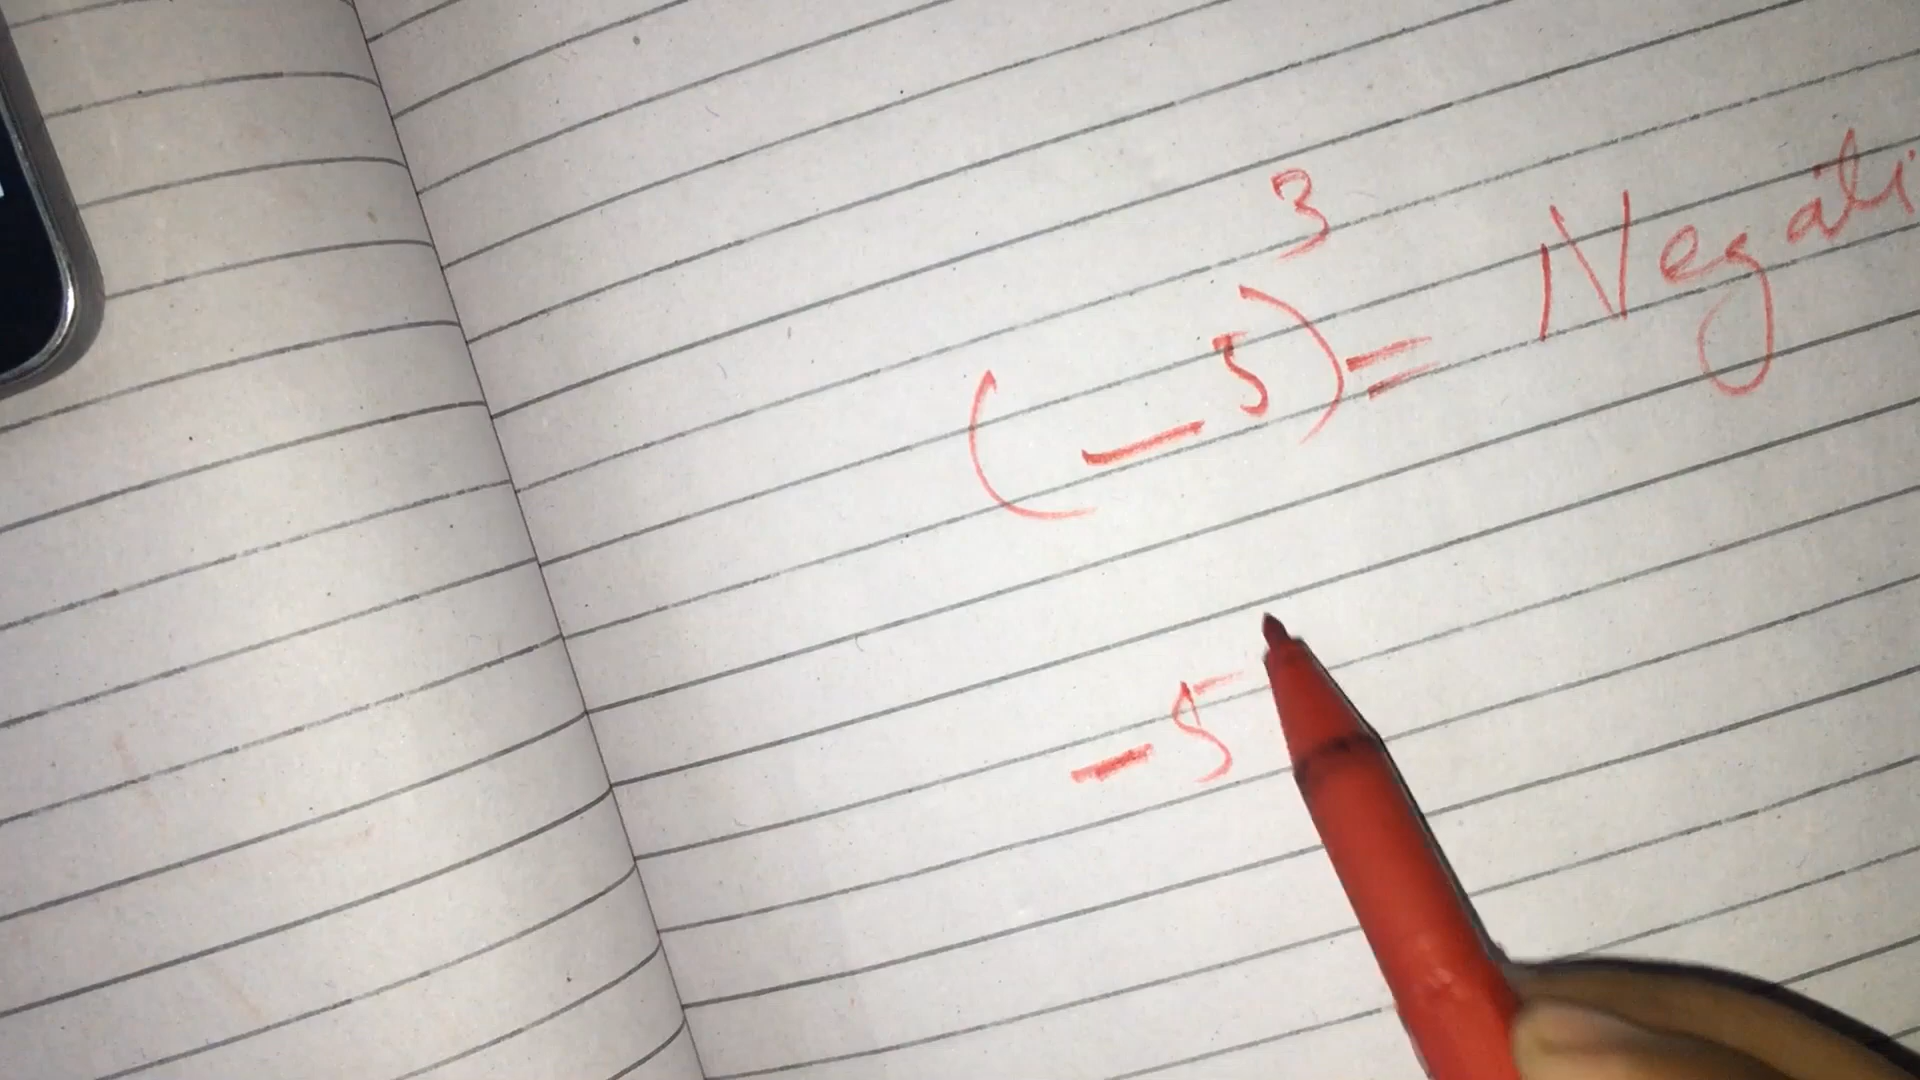 (-5)³ = Negati
-5